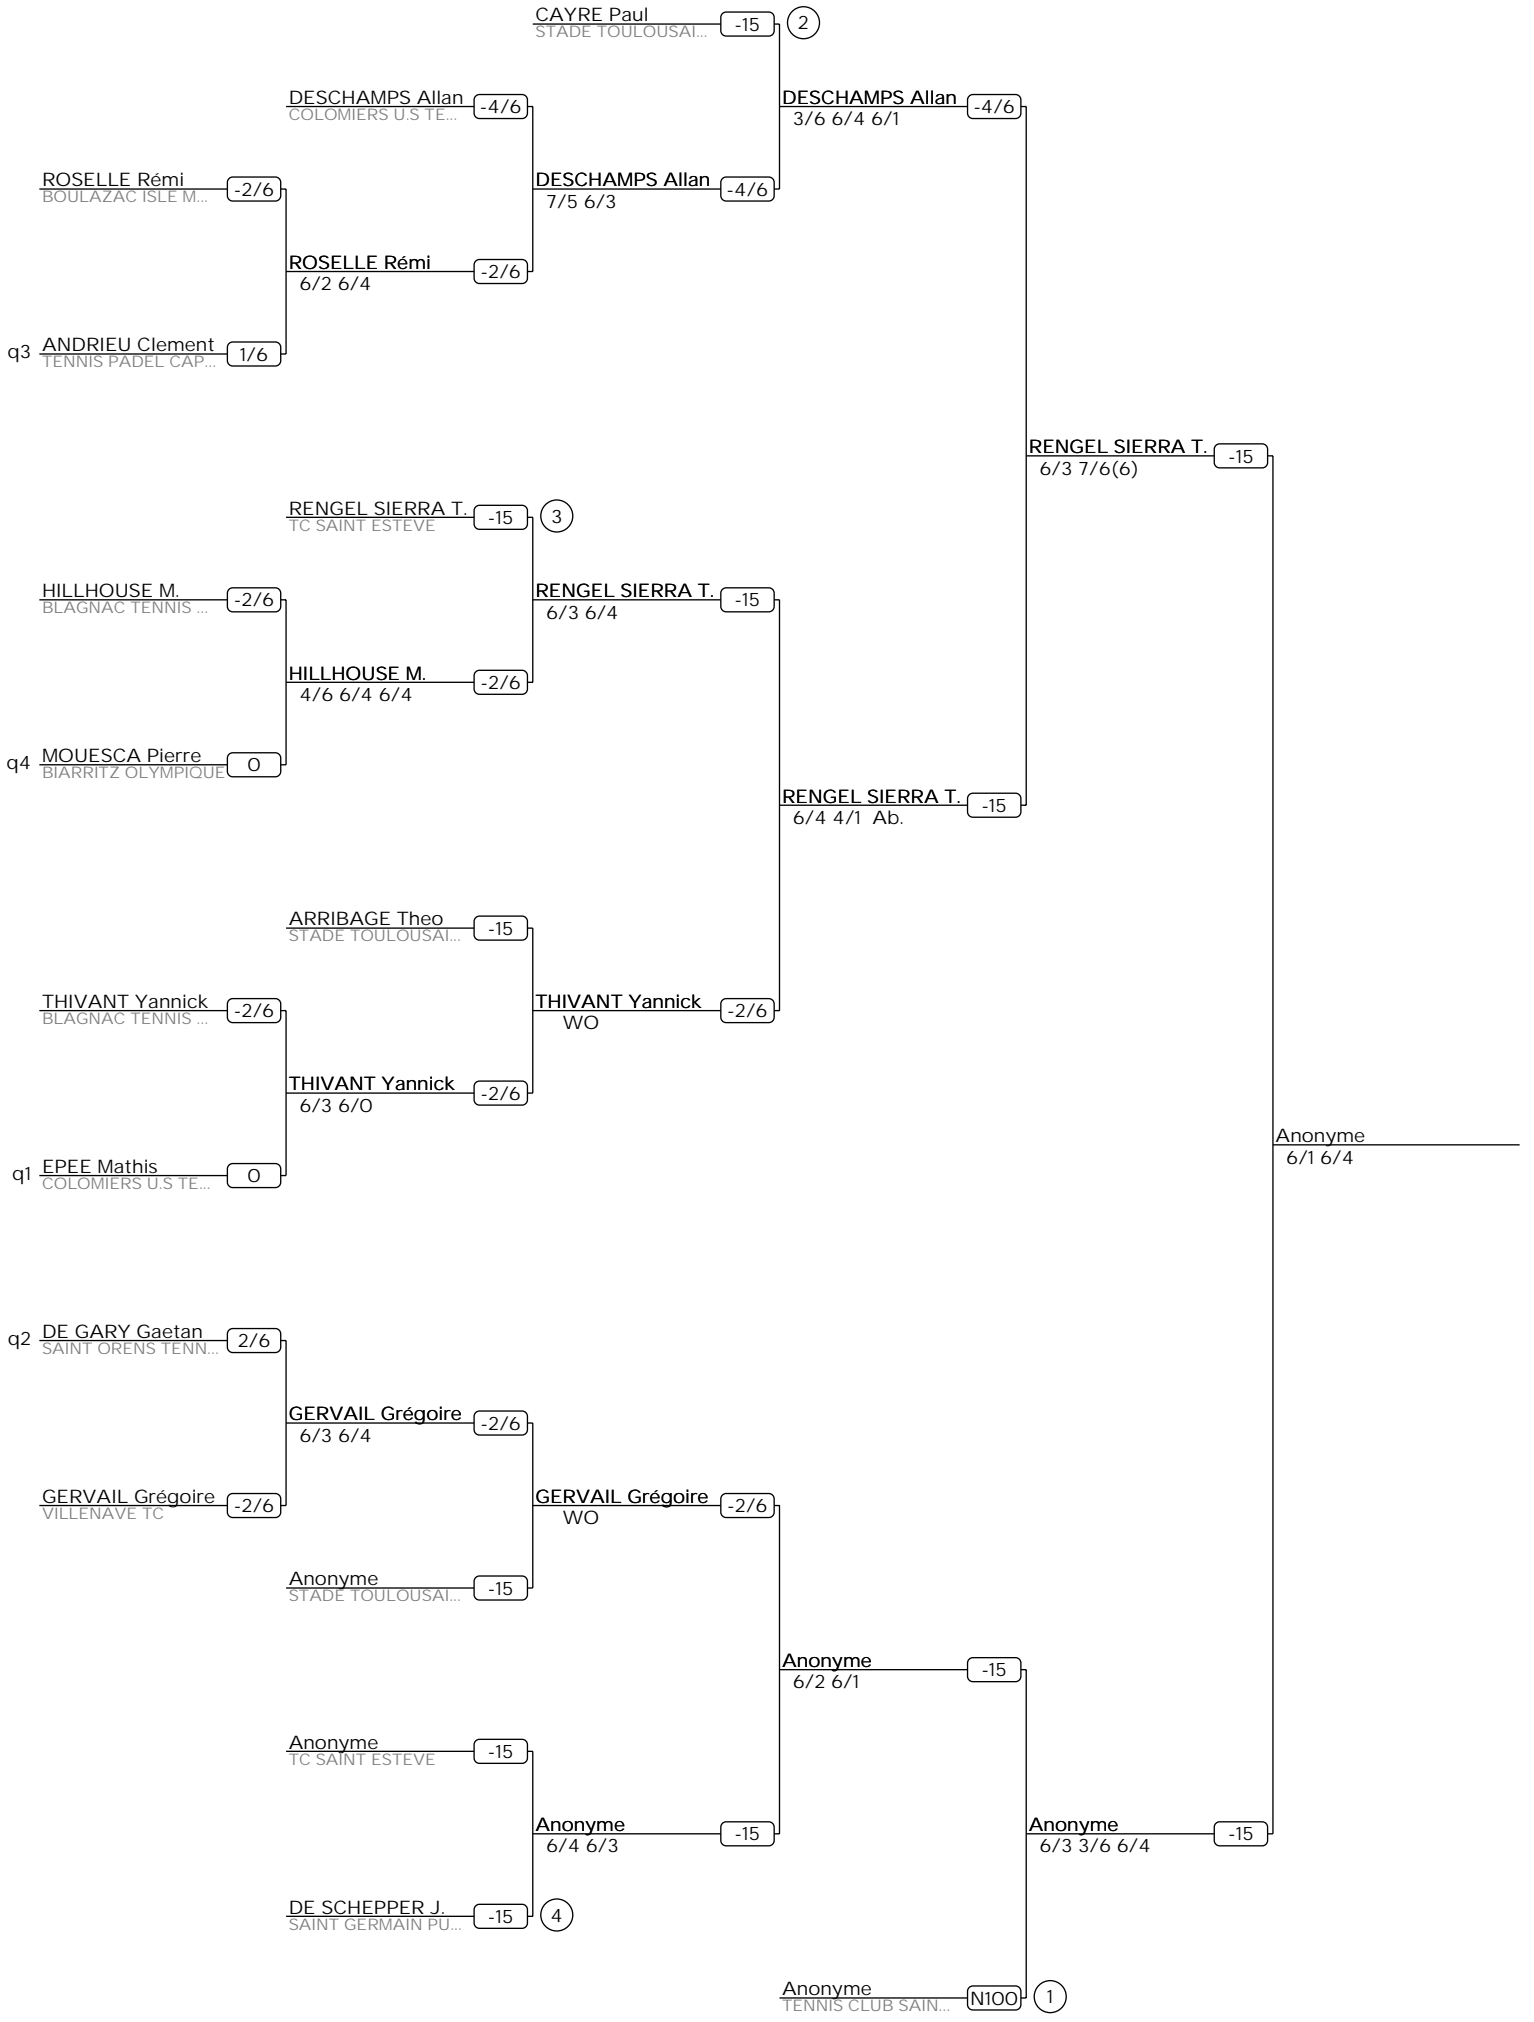 CAYRE Paul -15 2
STADE TOULOUSAI...
DESCHAMPS Allan -4/6
COLOMIERS U.S TE...
DESCHAMPS Allan -4/6
3/6 6/4 6/1
ROSELLE Rémi -2/6
BOULAZAC ISLE M...
DESCHAMPS Allan -4/6
7/5 6/3
ROSELLE Rémi -2/6
6/2 6/4
q3 ANDRIEU Clement 1/6
TENNIS PADEL CAP...
RENGEL SIERRA T. -15
6/3 7/6(6)
RENGEL SIERRA T. -15 3
TC SAINT ESTEVE
HILLHOUSE M. -2/6
BLAGNAC TENNIS ...
RENGEL SIERRA T. -15
6/3 6/4
HILLHOUSE M. -2/6
4/6 6/4 6/4
q4 MOUESCA Pierre 0
BIARRITZ OLYMPIQUE
RENGEL SIERRA T. -15
6/4 4/1 Ab.
ARRIBAGE Theo -15
STADE TOULOUSAI...
THIVANT Yannick -2/6
BLAGNAC TENNIS ...
THIVANT Yannick -2/6
WO
THIVANT Yannick -2/6
6/3 6/0
Anonyme
6/1 6/4
q1 EPEE Mathis 0
COLOMIERS U.S TE...
q2 DE GARY Gaetan 2/6
SAINT ORENS TENN...
GERVAIL Grégoire -2/6
6/3 6/4
GERVAIL Grégoire -2/6
VILLENAVE TC
GERVAIL Grégoire -2/6
WO
Anonyme -15
STADE TOULOUSAI...
Anonyme -15
6/2 6/1
Anonyme -15
TC SAINT ESTEVE
Anonyme -15
6/4 6/3
Anonyme -15
6/3 3/6 6/4
DE SCHEPPER J. -15 4
SAINT GERMAIN PU...
Anonyme N100 1
TENNIS CLUB SAIN...